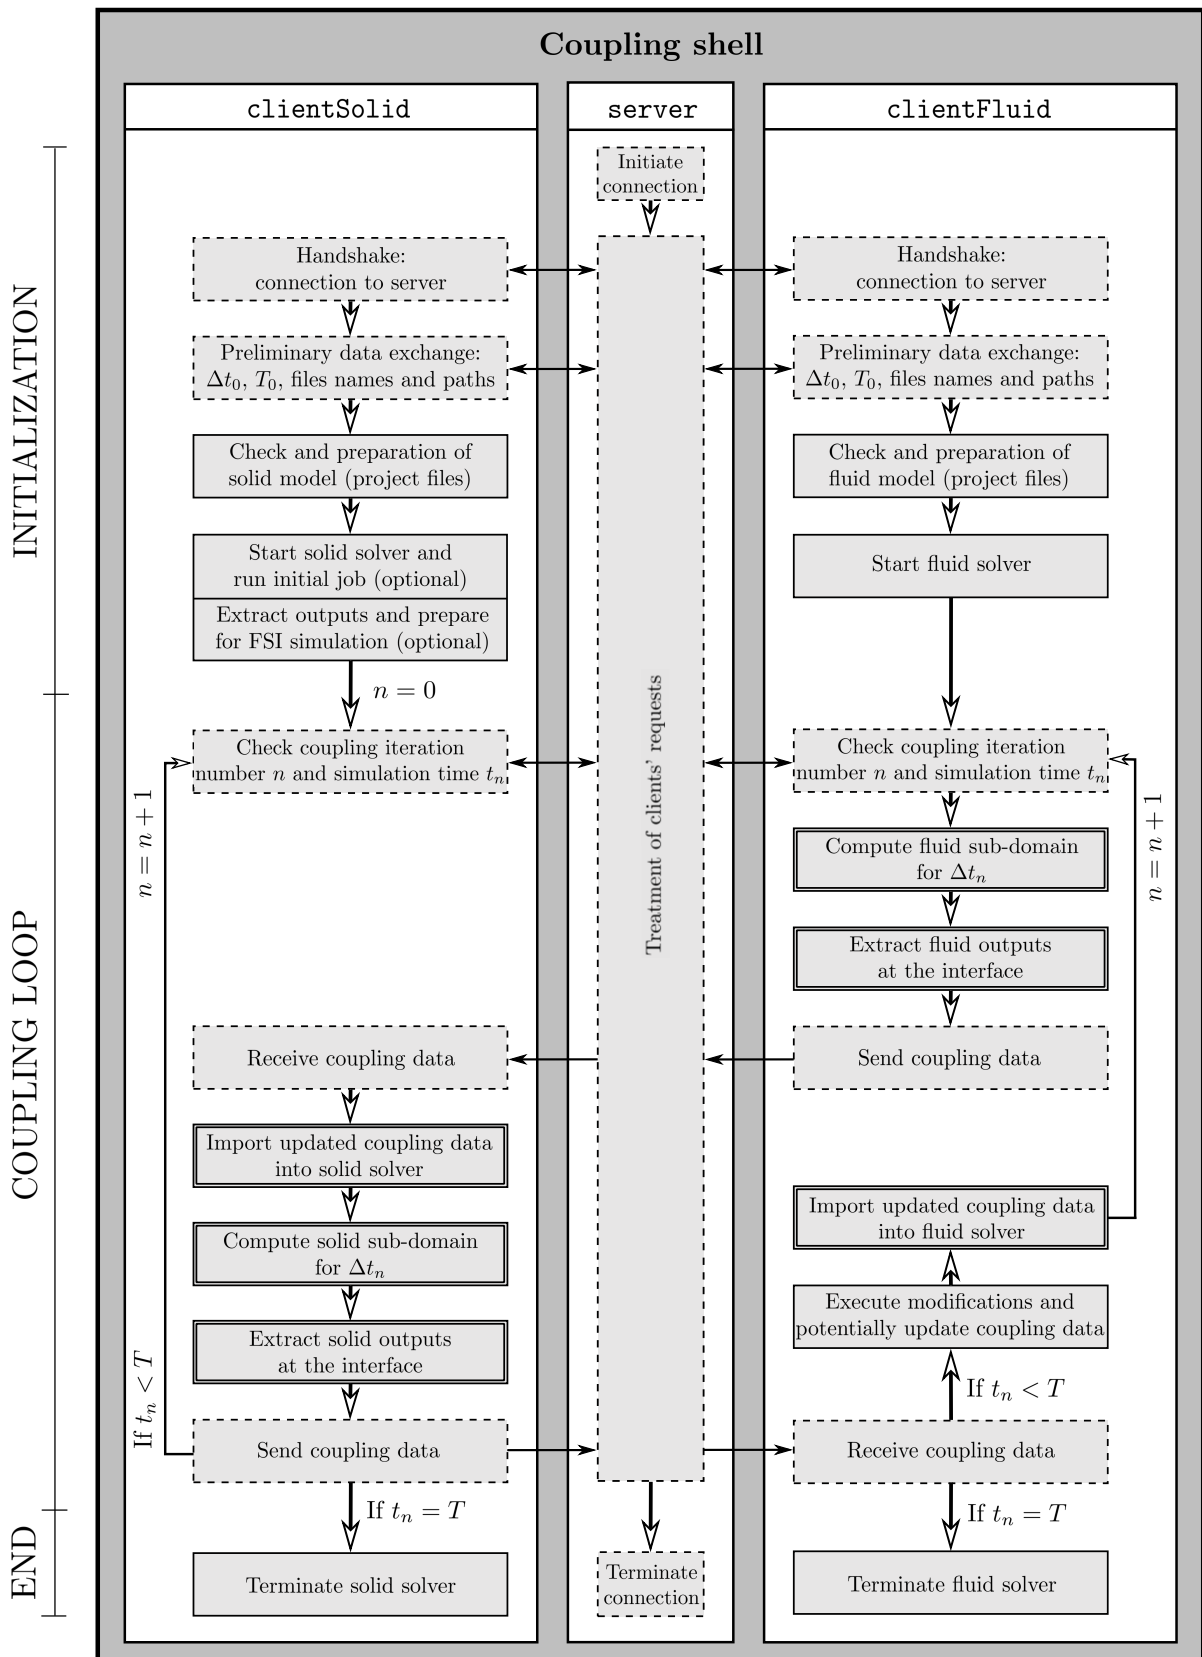 Coupling shell
clientSolid
server
clientFluid
INITIALIZATION
COUPLING LOOP
END
Initiate
connection
Treatment of clients' requests
Terminate
connection
Handshake:
connection to server
Preliminary data exchange:
Δt₀, T₀, files names and paths
Check and preparation of
solid model (project files)
Start solid solver and
run initial job (optional)
Extract outputs and prepare
for FSI simulation (optional)
n = 0
Check coupling iteration
number n and simulation time tₙ
n = n + 1
Receive coupling data
Import updated coupling data
into solid solver
Compute solid sub-domain
for Δtₙ
Extract solid outputs
at the interface
If tₙ < T
Send coupling data
If tₙ = T
Terminate solid solver
Handshake:
connection to server
Preliminary data exchange:
Δt₀, T₀, files names and paths
Check and preparation of
fluid model (project files)
Start fluid solver
Check coupling iteration
number n and simulation time tₙ
n = n + 1
Compute fluid sub-domain
for Δtₙ
Extract fluid outputs
at the interface
Send coupling data
Import updated coupling data
into fluid solver
Execute modifications and
potentially update coupling data
If tₙ < T
Receive coupling data
If tₙ = T
Terminate fluid solver